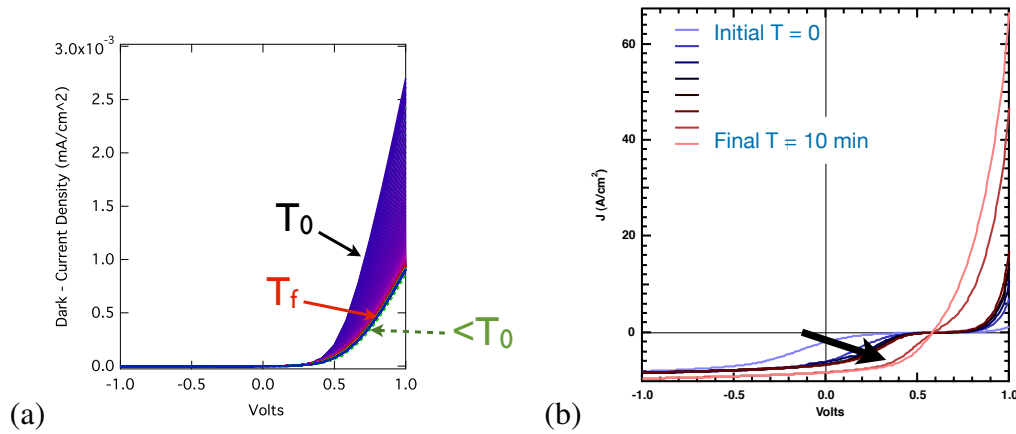 3.0x10-3
2.5
2.0
1.5
1.0
0.5
0.0
Dark - Current Density (mA/cm^2)
T0
Tf
<T0
-1.0
-0.5
0.0
0.5
1.0
Volts
(a)
Initial T = 0
Final T = 10 min
60
40
20
0
J (A/cm2)
-1.0
-0.5
0.0
0.5
1.0
Volts
(b)